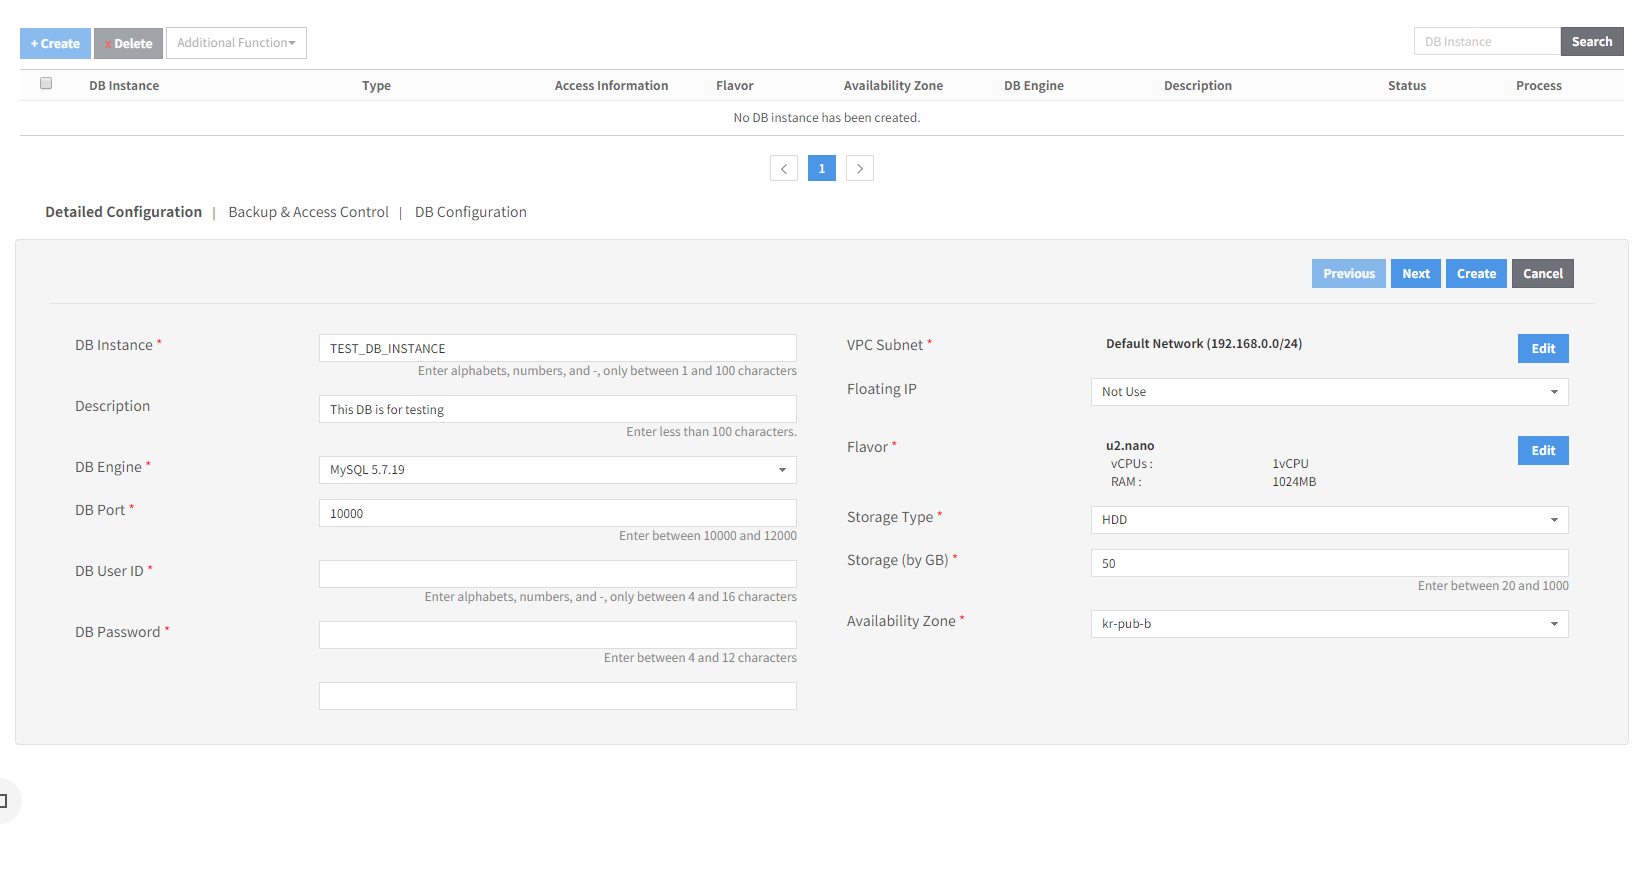 + Create x Delete Additional Function
DB Instance Search
DB Instance Type Access Information Flavor Availability Zone DB Engine Description Status Process
No DB instance has been created.
< 1 >
Detailed Configuration | Backup & Access Control | DB Configuration
Previous Next Create Cancel
DB Instance * TEST_DB_INSTANCE
Enter alphabets, numbers, and -, only between 1 and 100 characters
Description This DB is for testing
Enter less than 100 characters.
DB Engine * MySQL 5.7.19
DB Port * 10000
Enter between 10000 and 12000
DB User ID *
Enter alphabets, numbers, and -, only between 4 and 16 characters
DB Password *
Enter between 4 and 12 characters
VPC Subnet * Default Network (192.168.0.0/24) Edit
Floating IP Not Use
Flavor * u2.nano Edit
vCPUs : 1vCPU
RAM : 1024MB
Storage Type * HDD
Storage (by GB) * 50
Enter between 20 and 1000
Availability Zone * kr-pub-b